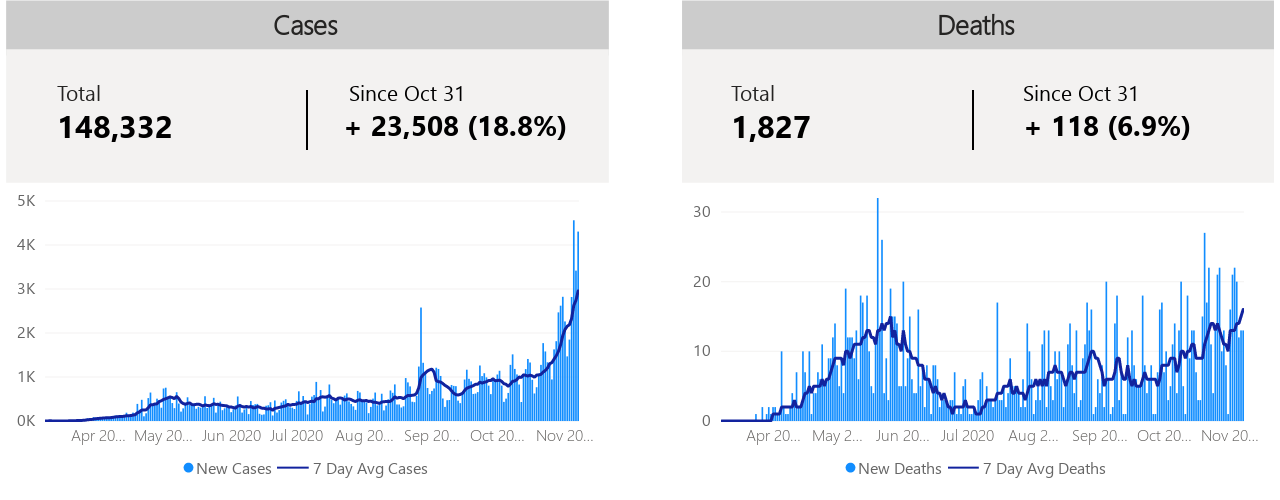 Cases
Total
148,332
Since Oct 31
+ 23,508 (18.8%)
5K
4K
3K
2K
1K
0K
Apr 20... May 20... Jun 2020 Jul 2020 Aug 20... Sep 20... Oct 20... Nov 20...
New Cases 7 Day Avg Cases
Deaths
Total
1,827
Since Oct 31
+ 118 (6.9%)
30
20
10
0
Apr 20... May 2... Jun 20... Jul 2020 Aug 2... Sep 20... Oct 20... Nov 20...
New Deaths 7 Day Avg Deaths